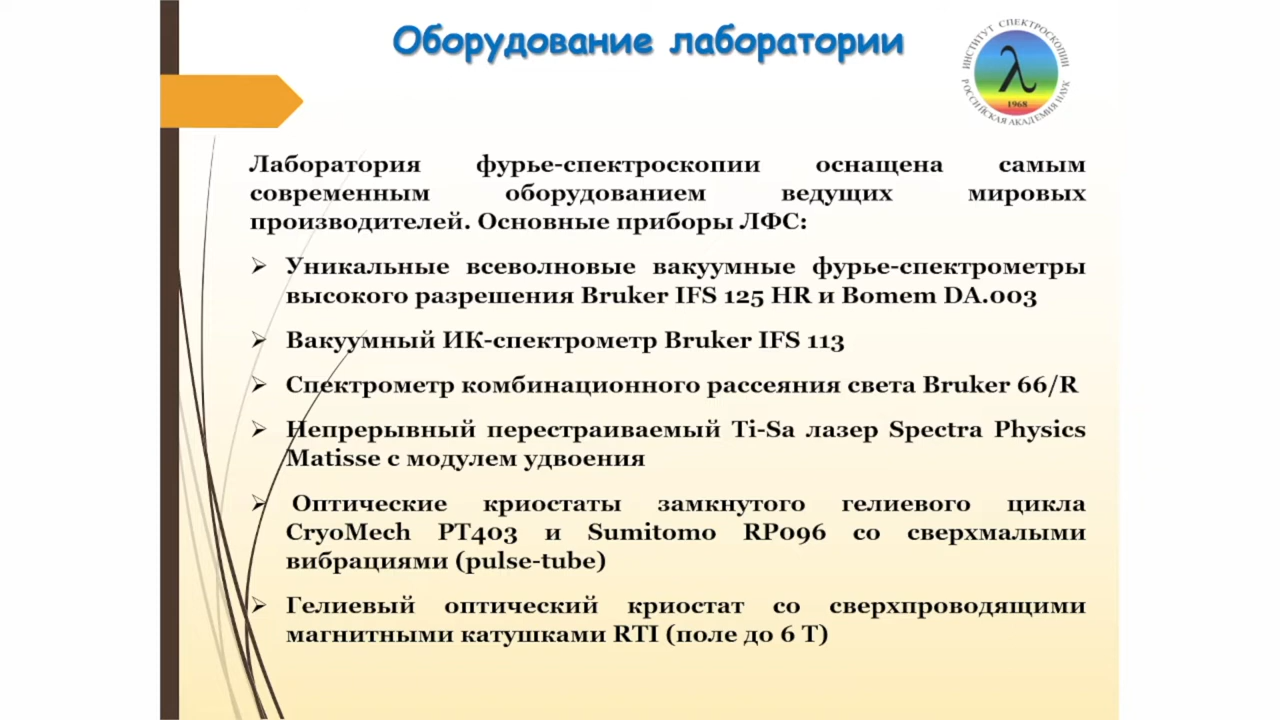 Оборудование лаборатории
ИНСТИТУТ СПЕКТРОСКОПИИ
РОССИЙСКАЯ АКАДЕМИЯ НАУК
λ
1968
Лаборатория фурье-спектроскопии оснащена самым
современным оборудованием ведущих мировых
производителей. Основные приборы ЛФС:
Уникальные всеволновые вакуумные фурье-спектрометры
высокого разрешения Bruker IFS 125 HR и Bomem DA.003
Вакуумный ИК-спектрометр Bruker IFS 113
Спектрометр комбинационного рассеяния света Bruker 66/R
Непрерывный перестраиваемый Ti-Sa лазер Spectra Physics
Matisse с модулем удвоения
Оптические криостаты замкнутого гелиевого цикла
CryoMech PT403 и Sumitomo RP096 со сверхмалыми
вибрациями (pulse-tube)
Гелиевый оптический криостат со сверхпроводящими
магнитными катушками RTI (поле до 6 Т)